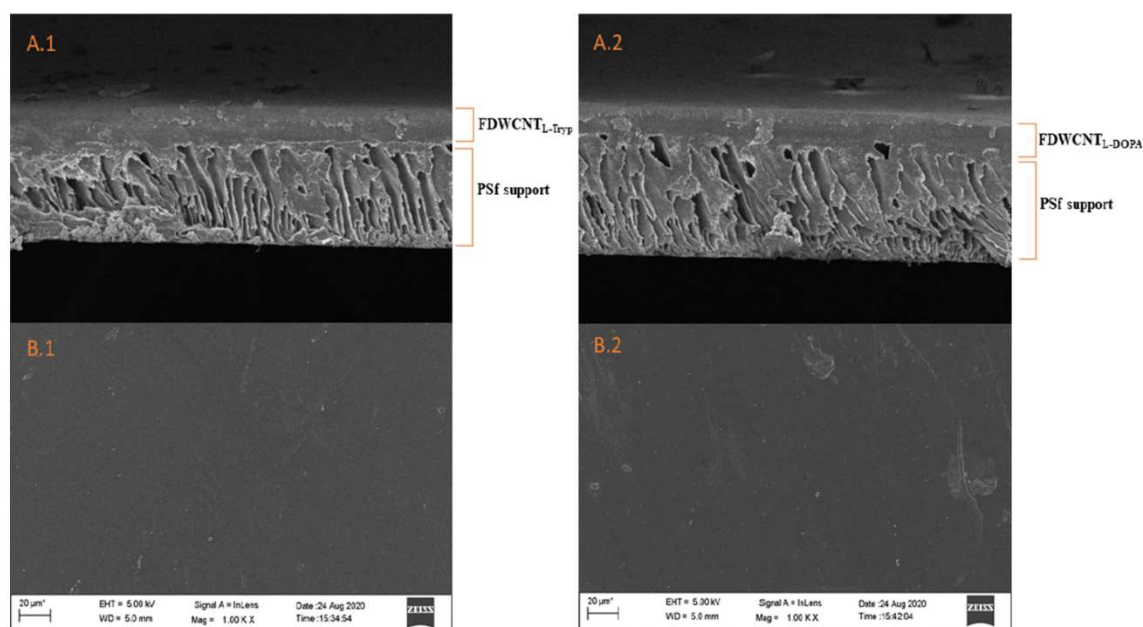 A.1
FDWCNT L-Tryp
PSf support
A.2
FDWCNT L-DOPA
PSf support
B.1
B.2
20 µm*
EHT = 5.00 kV
WD = 5.0 mm
Signal A = InLens
Mag = 1.00 K X
Date :24 Aug 2020
Time :15:34:54
ZEISS
20 µm*
EHT = 5.00 kV
WD = 5.0 mm
Signal A = InLens
Mag = 1.00 K X
Date :24 Aug 2020
Time :15:42:04
ZEISS